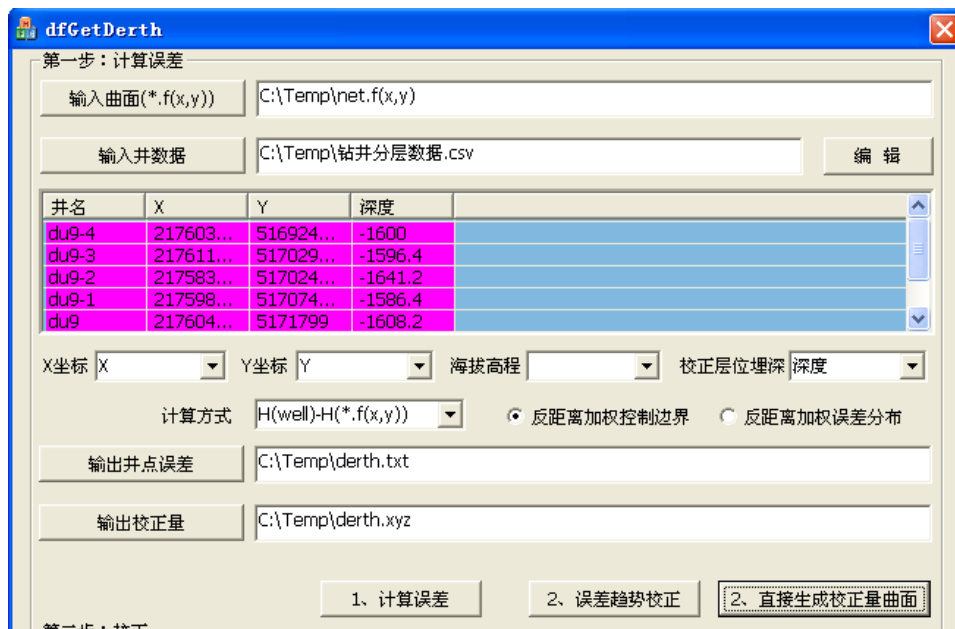 dfGetDerth
第一步：计算误差
输入曲面(*.f(x,y)) C:\Temp\net.f(x,y)
输入井数据 C:\Temp\钻井分层数据.csv 编 辑
井名 X Y 深度
du9-4 217603... 516924... -1600
du9-3 217611... 517029... -1596.4
du9-2 217583... 517024... -1641.2
du9-1 217598... 517074... -1586.4
du9 217604... 5171799 -1608.2
X坐标 X Y坐标 Y 海拔高程 校正层位埋深 深度
计算方式 H(well)-H(*.f(x,y)) 反距离加权控制边界 反距离加权误差分布
输出井点误差 C:\Temp\derth.txt
输出校正量 C:\Temp\derth.xyz
1、计算误差 2、误差趋势校正 2、直接生成校正量曲面
第二步：校正